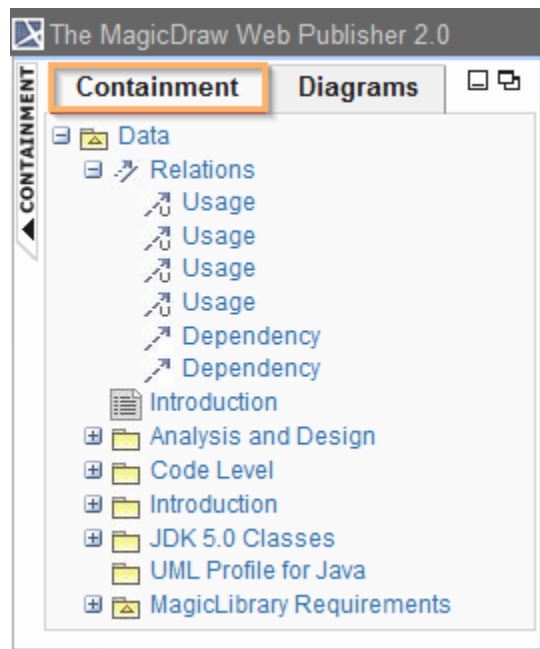 The MagicDraw Web Publisher 2.0
CONTAINMENT
Containment Diagrams
Data
Relations
Usage
Usage
Usage
Usage
Dependency
Dependency
Introduction
Analysis and Design
Code Level
Introduction
JDK 5.0 Classes
UML Profile for Java
MagicLibrary Requirements